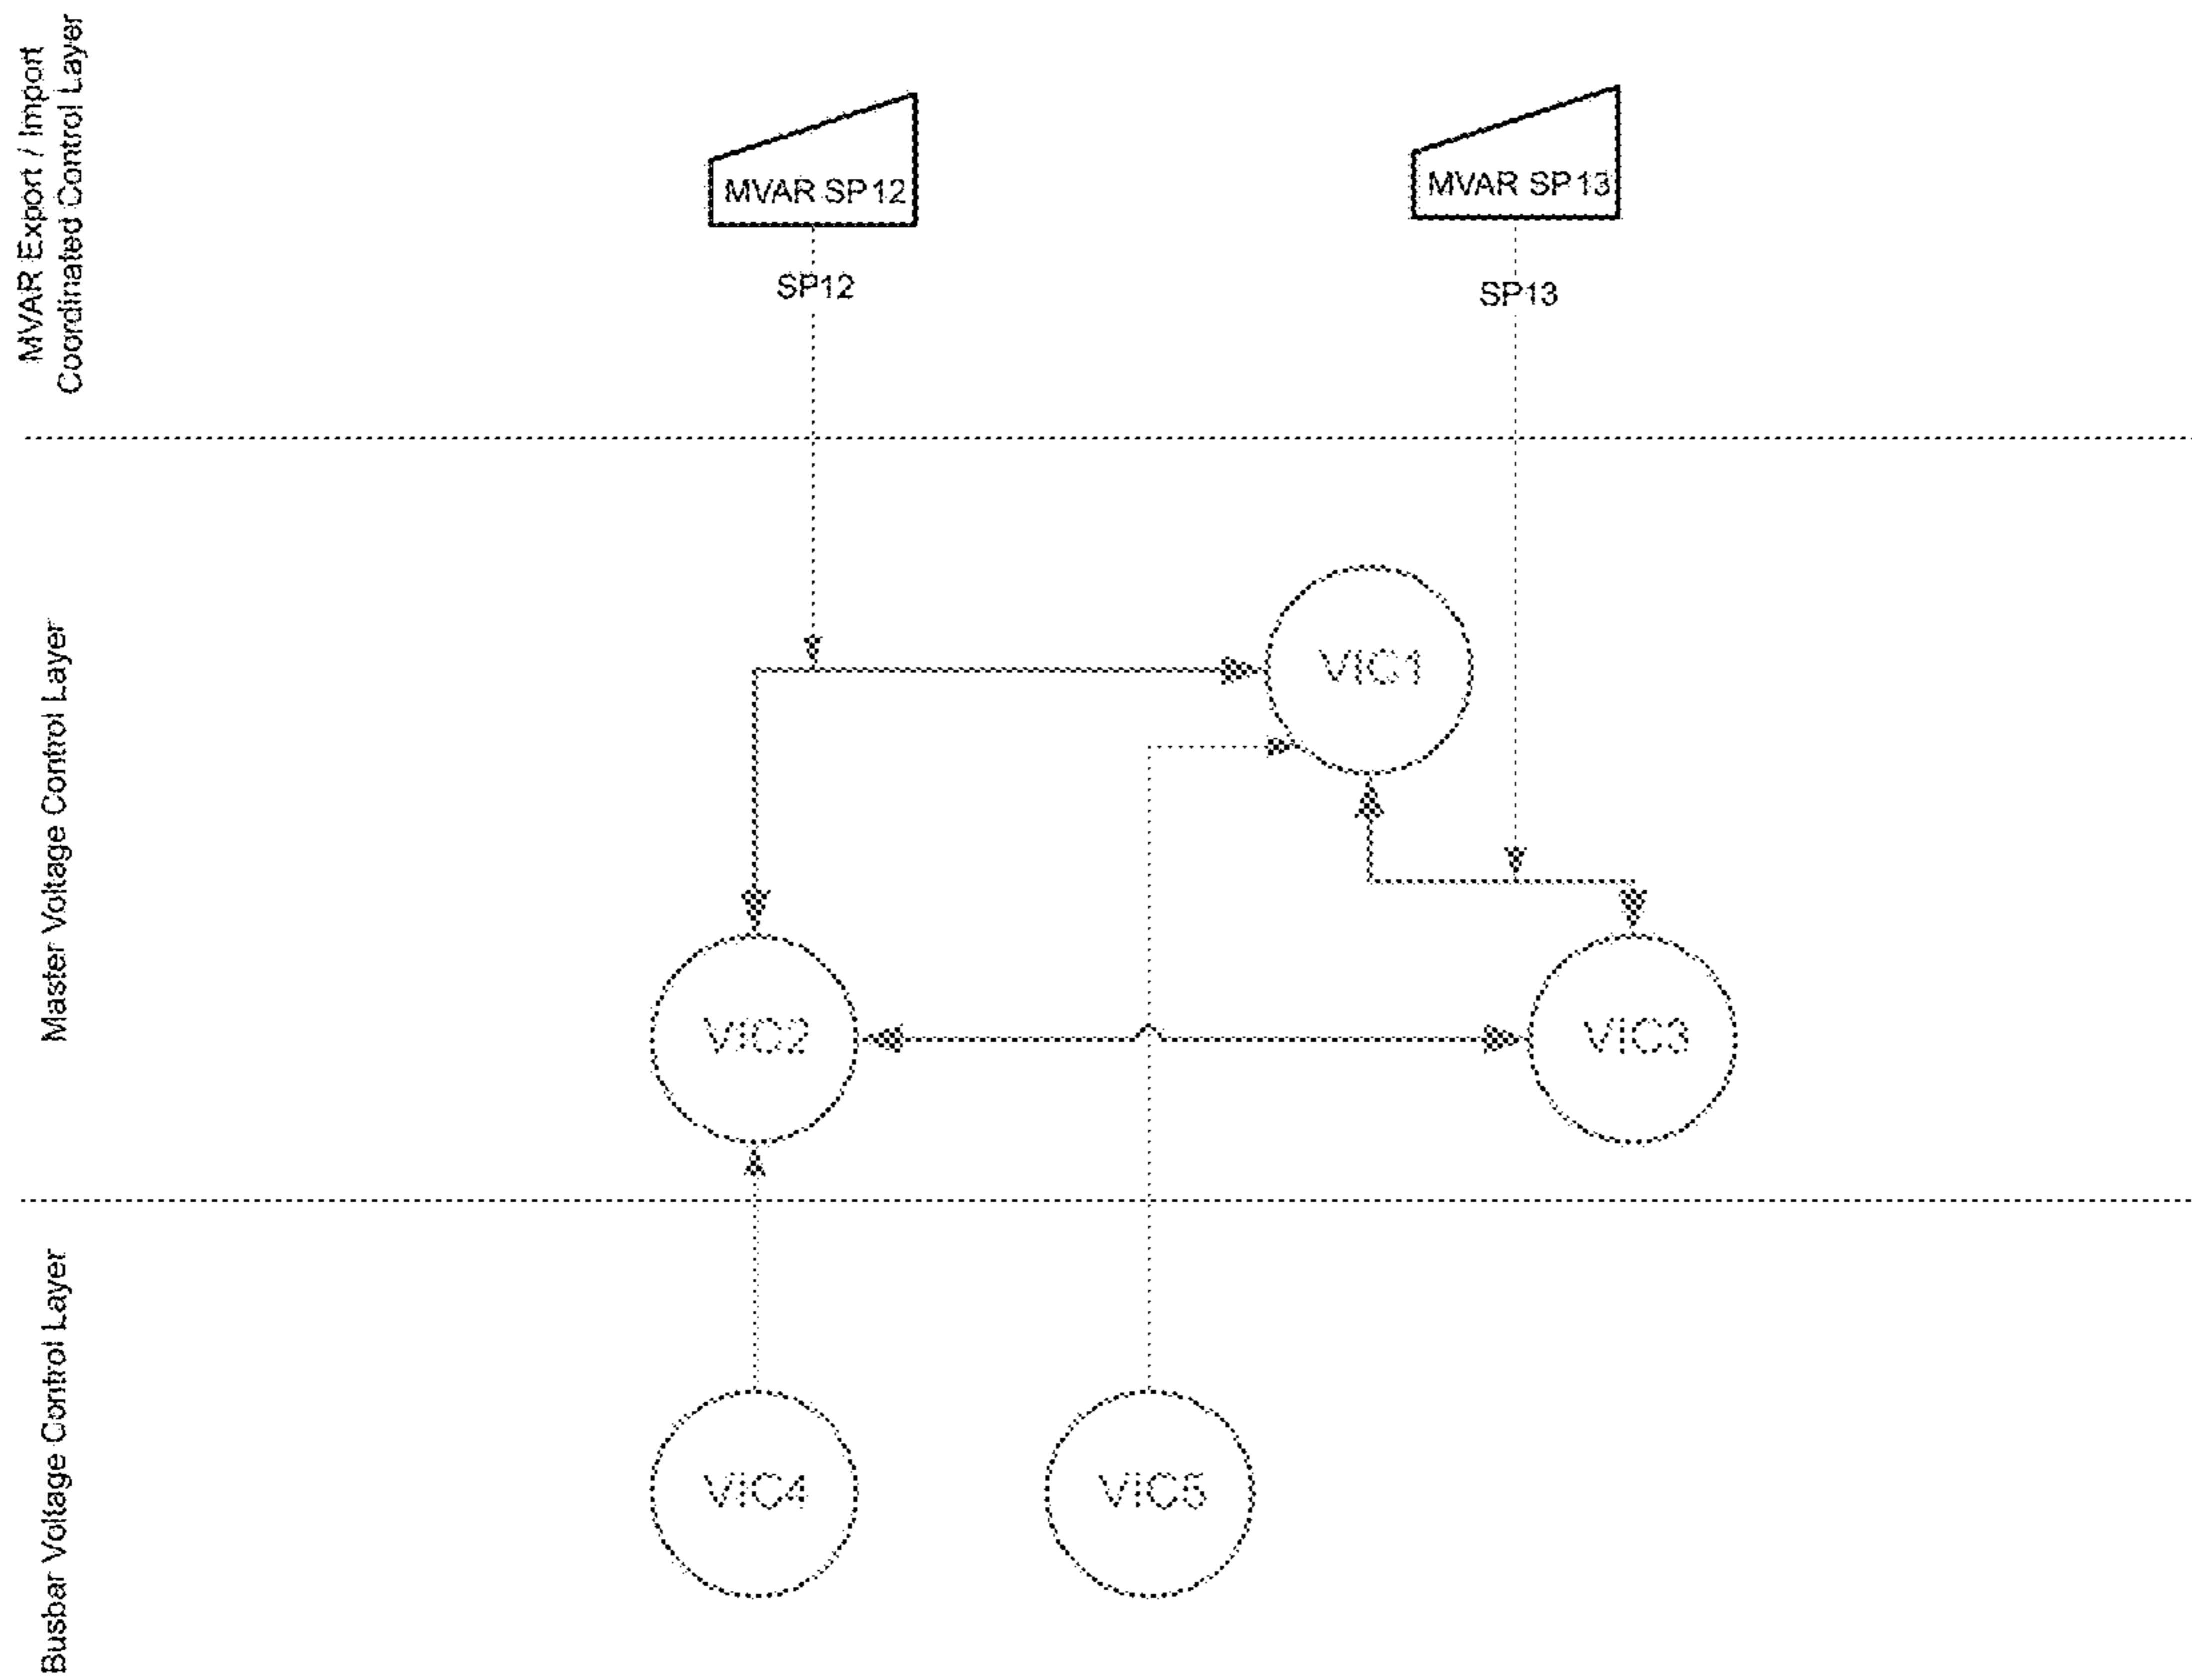 MVAR Export / Import
Coordinated Control Layer
MVAR SP12
MVAR SP13
SP12
SP13
Master Voltage Control Layer
VIC1
VIC2
VIC3
Busbar Voltage Control Layer
VIC4
VIC5